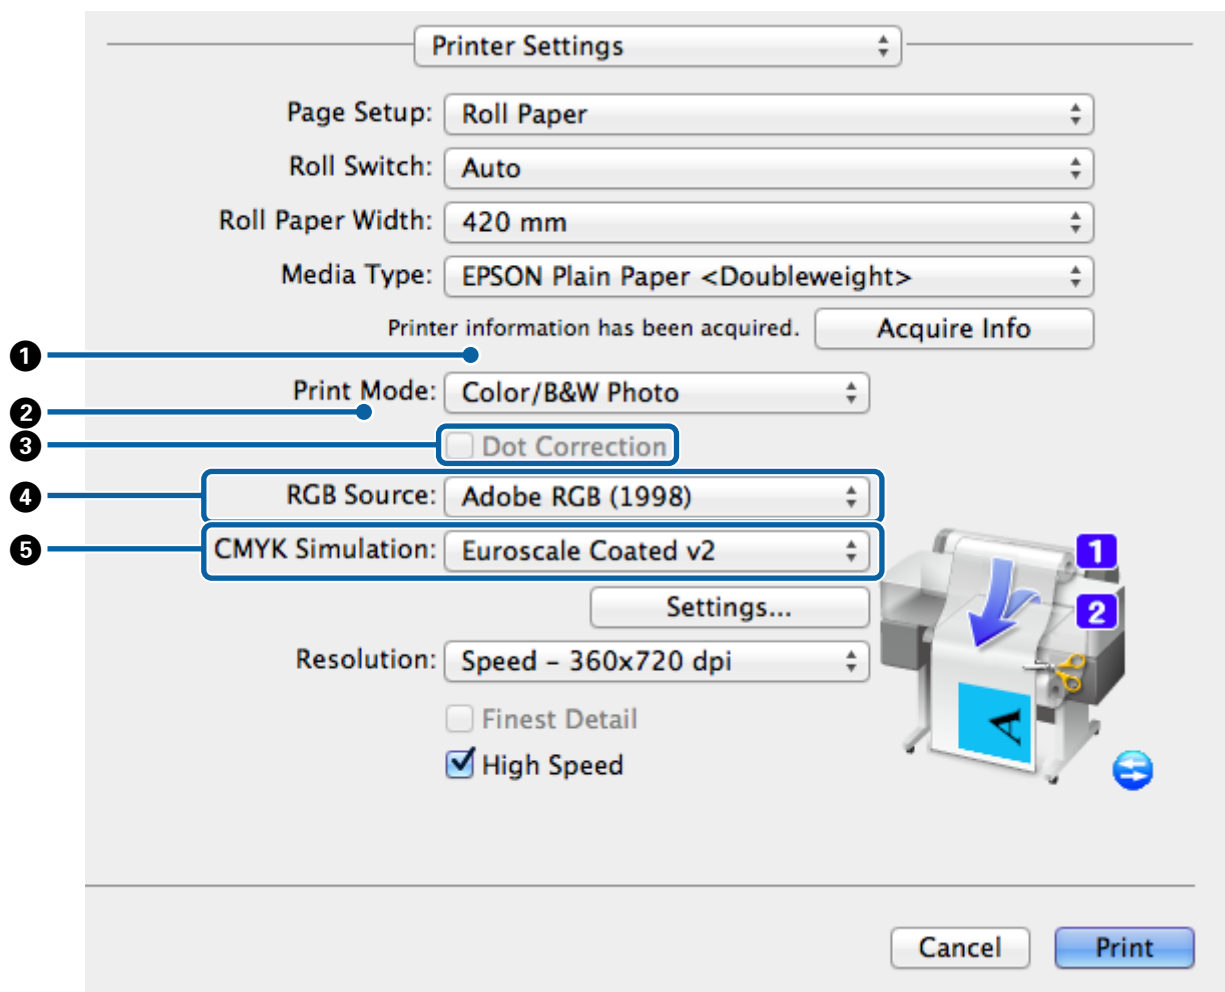 Printer Settings
Page Setup: Roll Paper
Roll Switch: Auto
Roll Paper Width: 420 mm
Media Type: EPSON Plain Paper <Doubleweight>
Printer information has been acquired. Acquire Info
1
Print Mode: Color/B&W Photo
2
3 Dot Correction
4 RGB Source: Adobe RGB (1998)
5 CMYK Simulation: Euroscale Coated v2
1
Settings...
2
Resolution: Speed – 360x720 dpi
A
Finest Detail
High Speed
Cancel Print